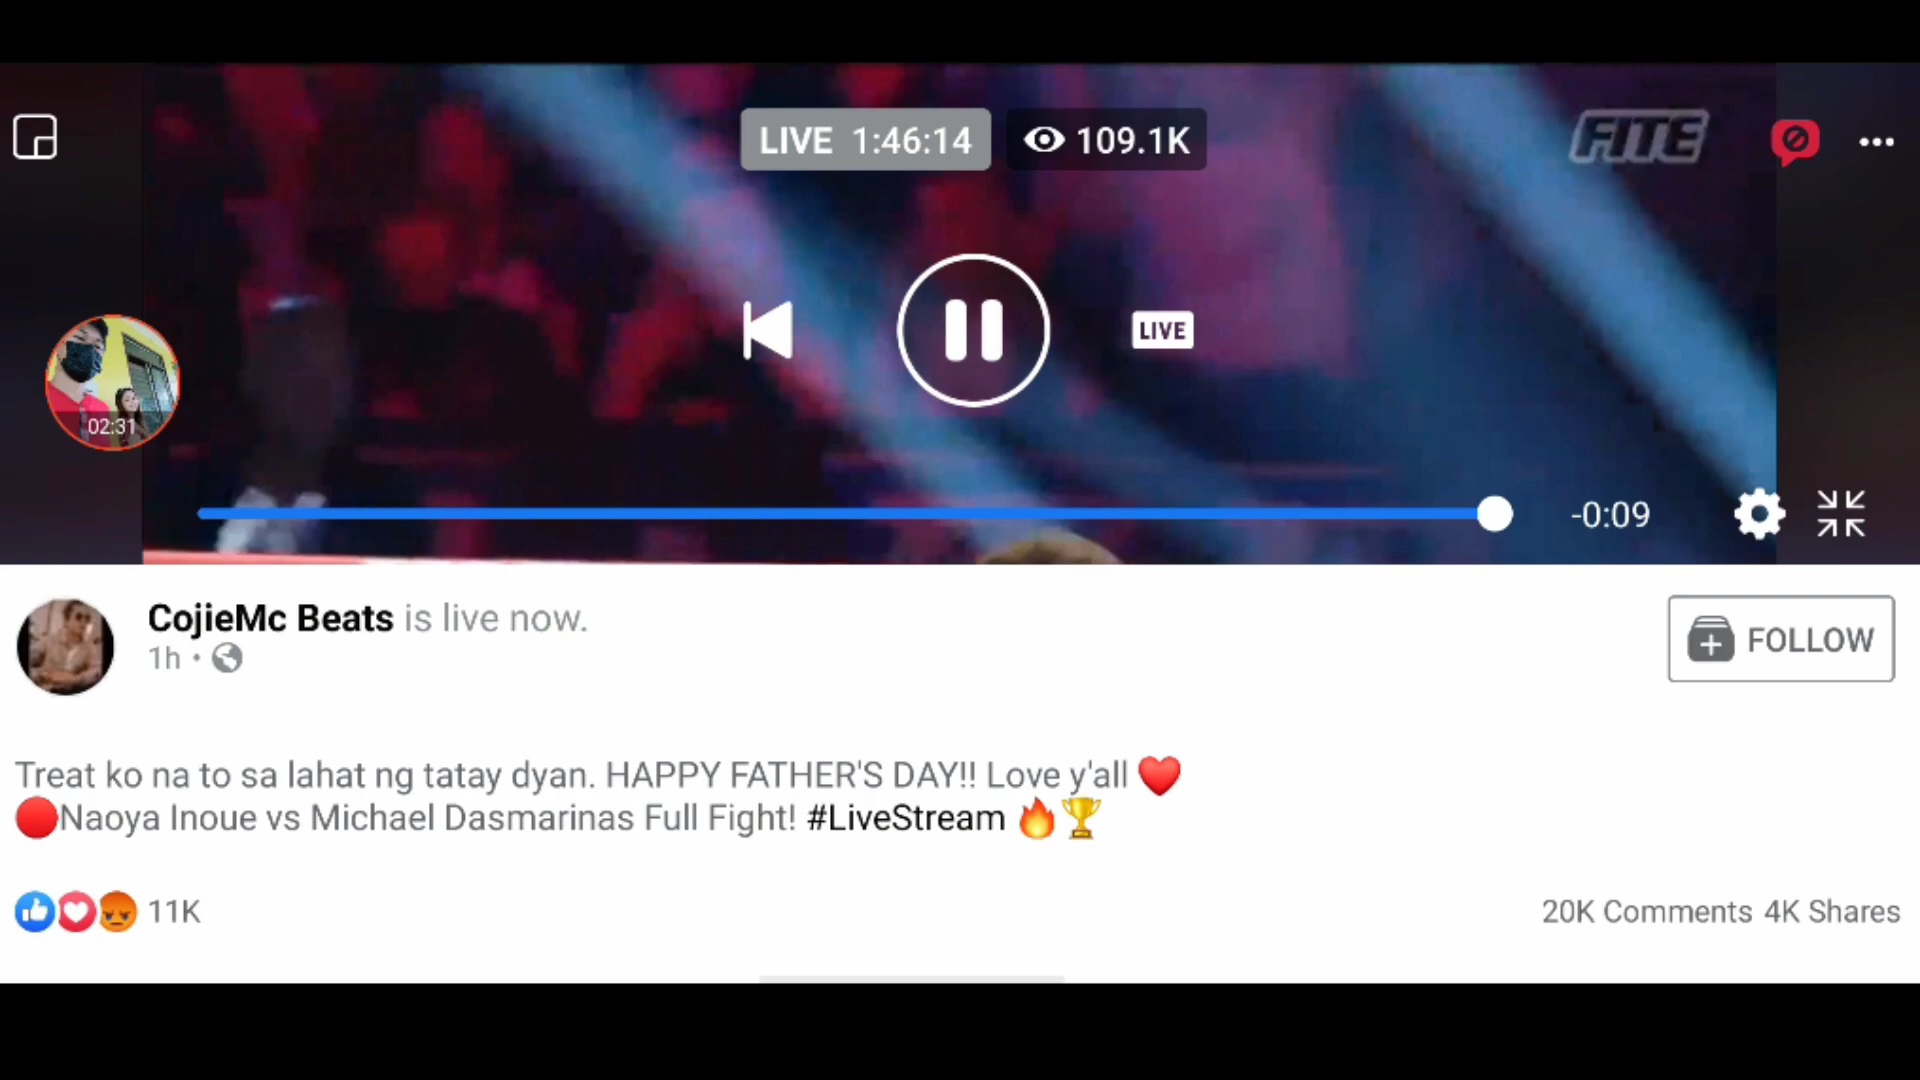 LIVE 1:46:14 109.1K
FITE
LIVE
02:31
-0:09
CojieMc Beats is live now.
1h •
FOLLOW
Treat ko na to sa lahat ng tatay dyan. HAPPY FATHER'S DAY!! Love y'all ❤️
🔴Naoya Inoue vs Michael Dasmarinas Full Fight! #LiveStream 🔥🏆
11K
20K Comments 4K Shares